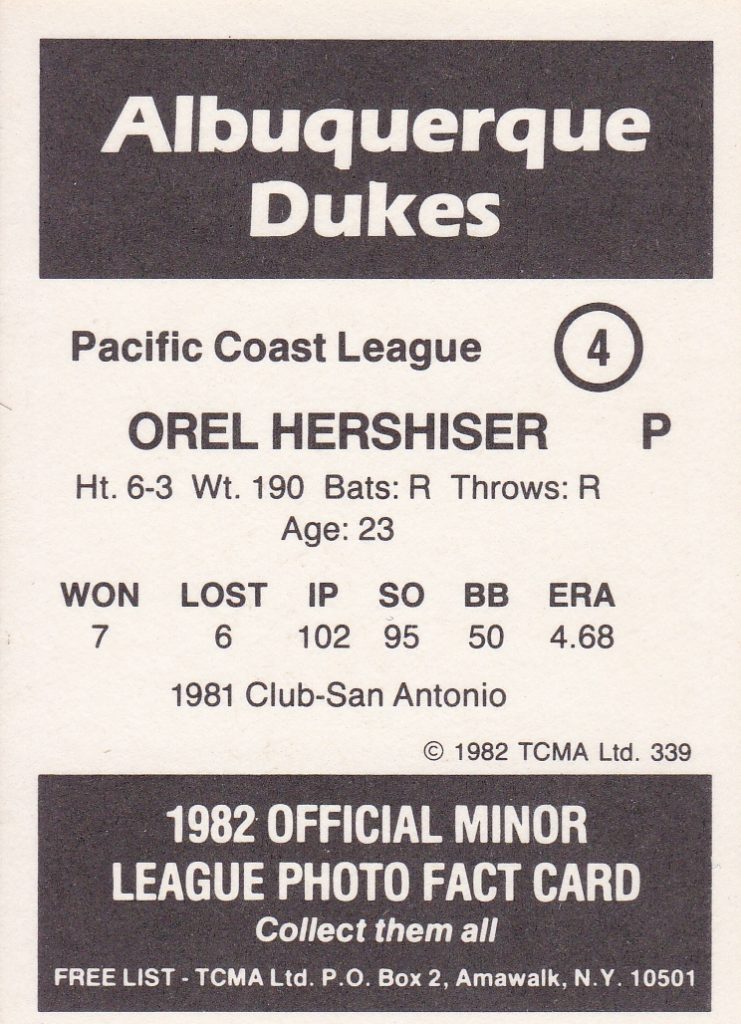 Albuquerque
Dukes
Pacific Coast League 4
OREL HERSHISER P
Ht. 6-3 Wt. 190 Bats: R Throws: R
Age: 23
WON LOST IP SO BB ERA
7 6 102 95 50 4.68
1981 Club-San Antonio
© 1982 TCMA Ltd. 339
1982 OFFICIAL MINOR
LEAGUE PHOTO FACT CARD
Collect them all
FREE LIST - TCMA Ltd. P.O. Box 2, Amawalk, N.Y. 10501